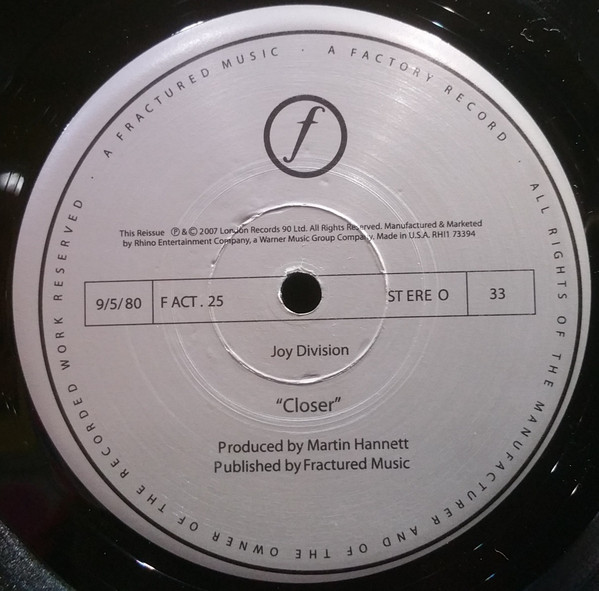 A FRACTURED MUSIC · A FACTORY RECORD · ALL RIGHTS OF THE MANUFACTURER AND OF THE OWNER OF THE RECORDED WORK RESERVED ·
f
This Reissue ℗ & © 2007 London Records 90 Ltd. All Rights Reserved. Manufactured & Marketed
by Rhino Entertainment Company, a Warner Music Group Company, Made in U.S.A. RHI1 73394
9/5/80 FACT. 25 STEREO 33
Joy Division
“Closer”
Produced by Martin Hannett
Published by Fractured Music